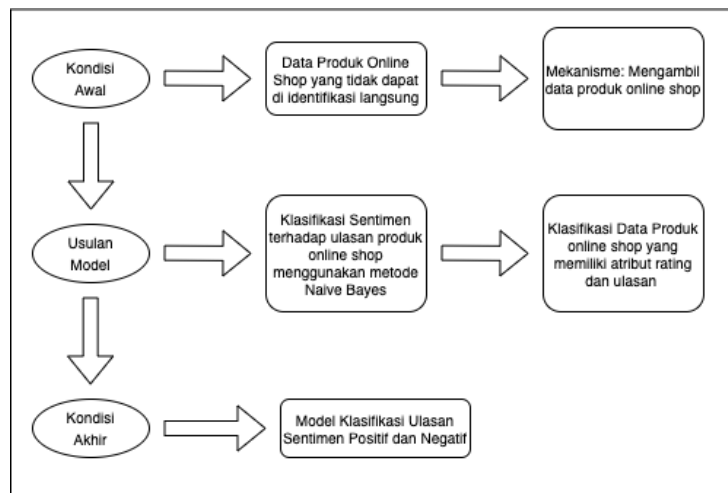 Kondisi
Awal
Data Produk Online
Shop yang tidak dapat
di identifikasi langsung
Mekanisme: Mengambil
data produk online shop
Usulan
Model
Klasifikasi Sentimen
terhadap ulasan produk
online shop
menggunakan metode
Naive Bayes
Klasifikasi Data Produk
online shop yang
memiliki atribut rating
dan ulasan
Kondisi
Akhir
Model Klasifikasi Ulasan
Sentimen Positif dan Negatif